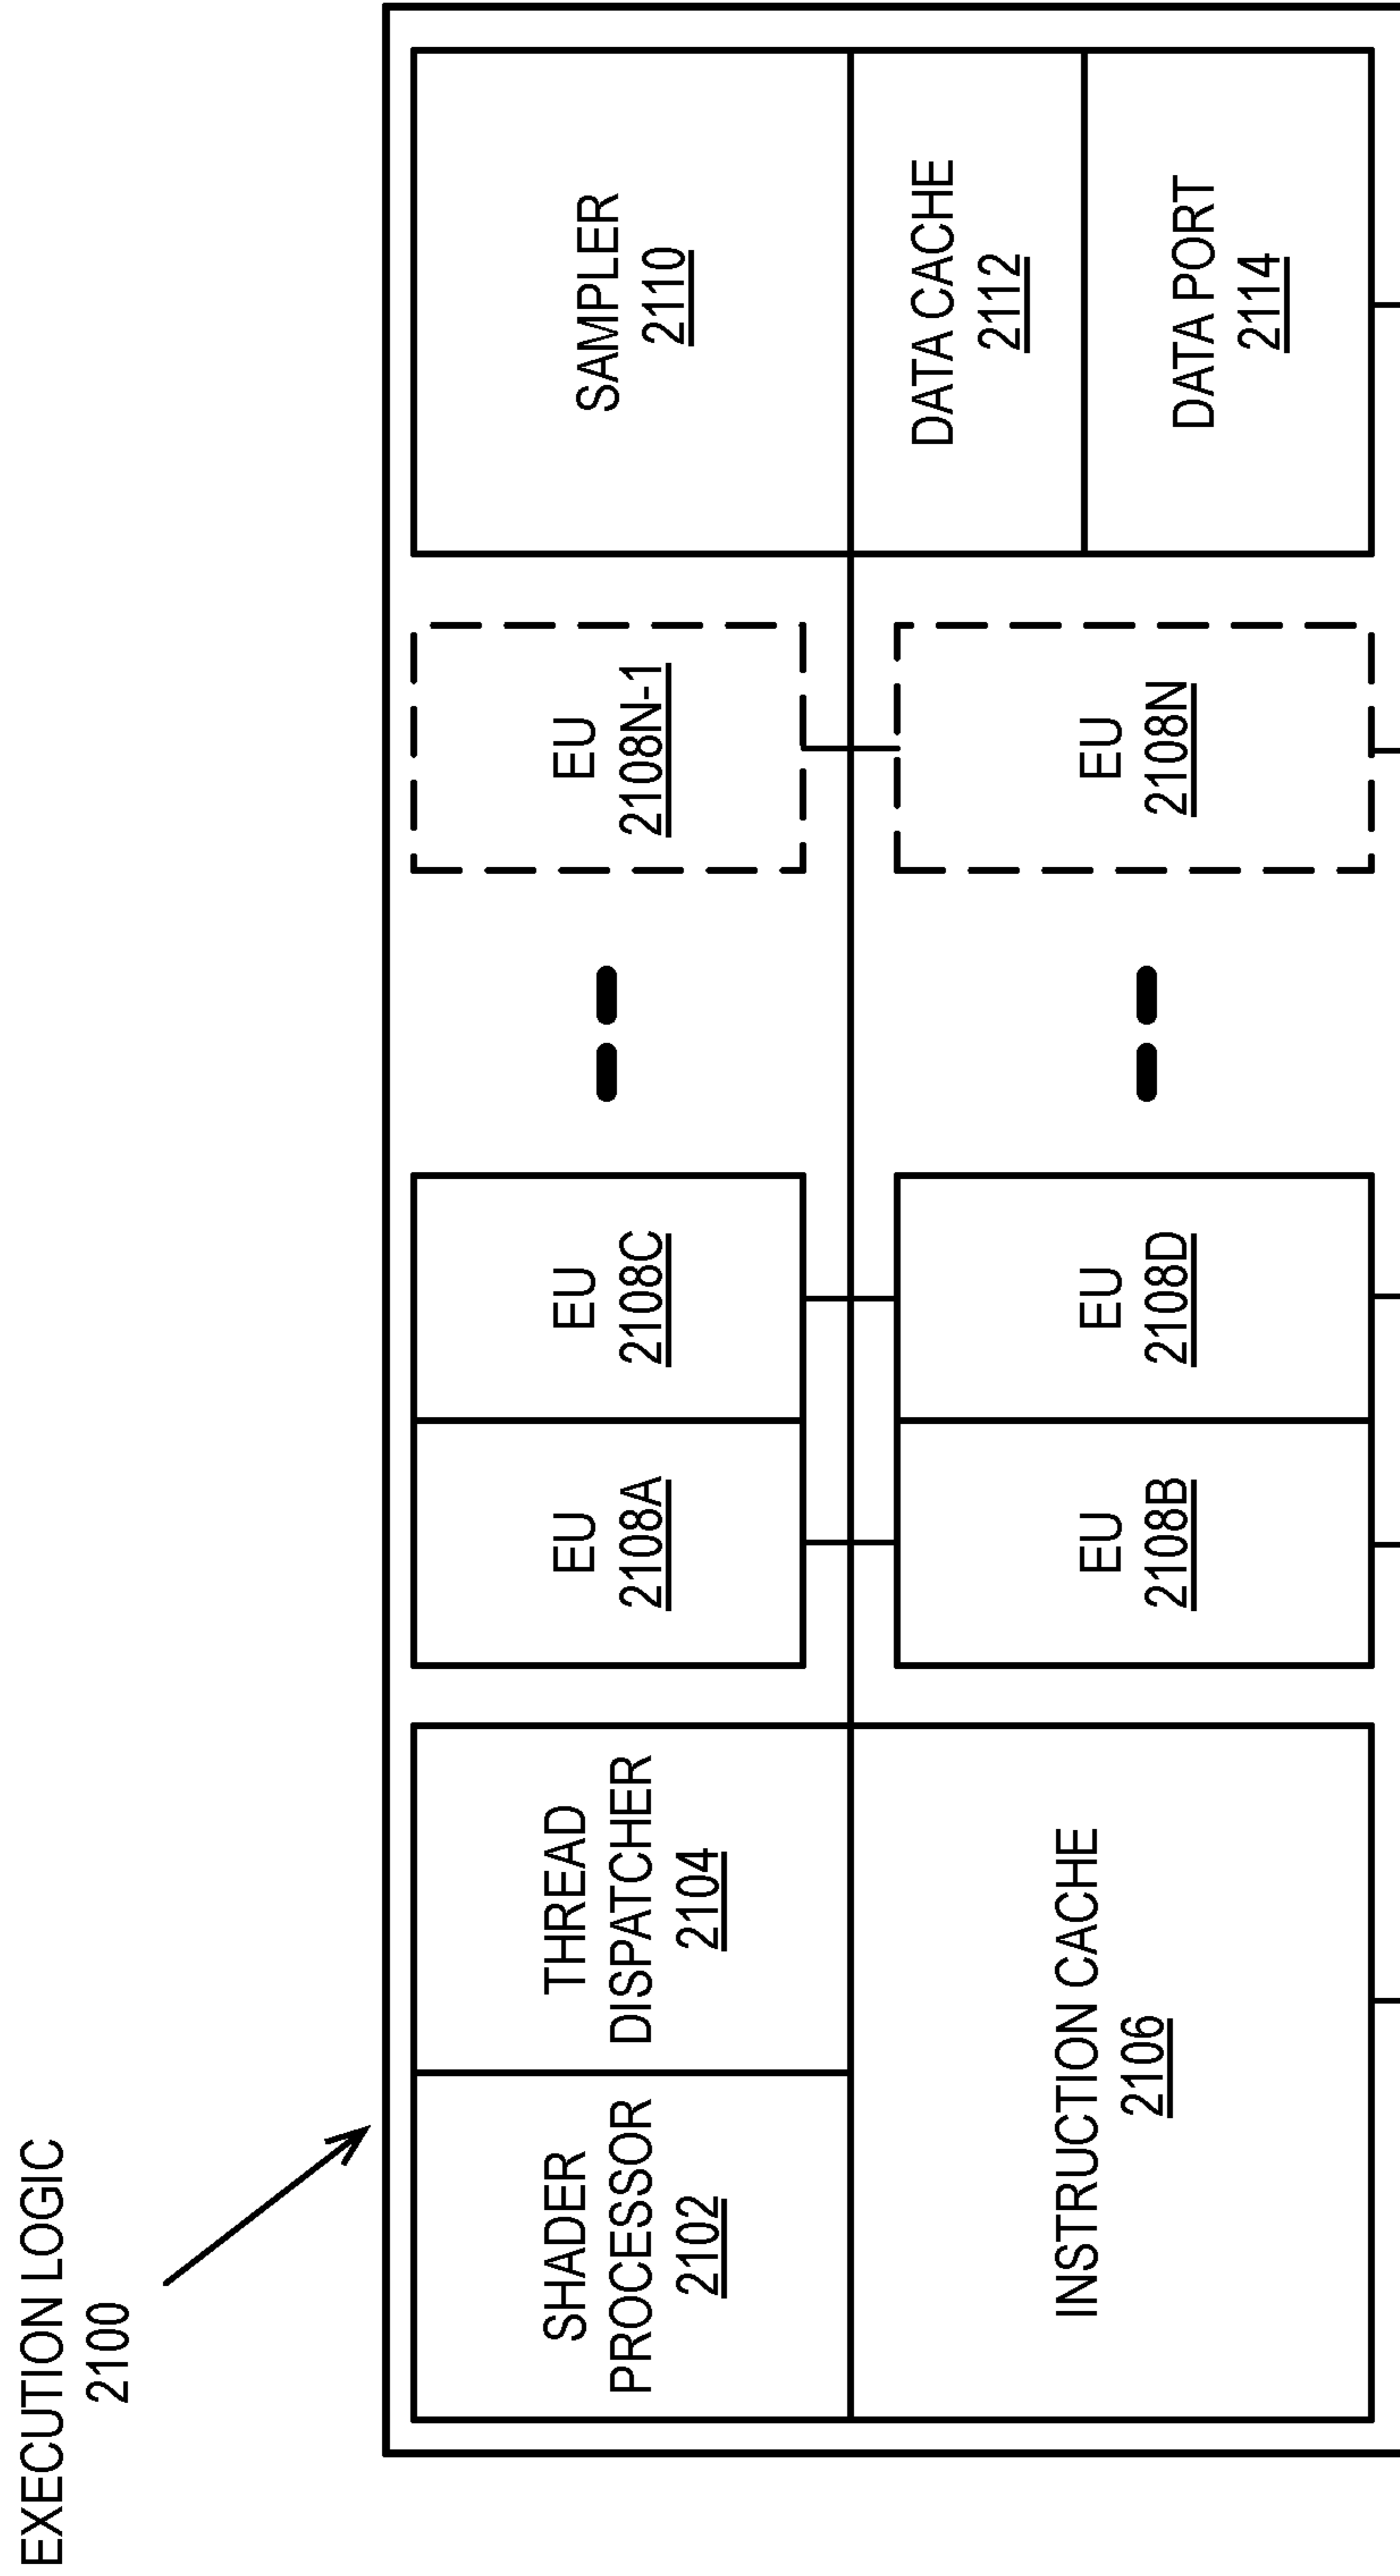 EXECUTION LOGIC
2100
SHADER
PROCESSOR
2102
THREAD
DISPATCHER
2104
INSTRUCTION CACHE
2106
EU
2108A
EU
2108C
EU
2108B
EU
2108D
EU
2108N-1
EU
2108N
SAMPLER
2110
DATA CACHE
2112
DATA PORT
2114